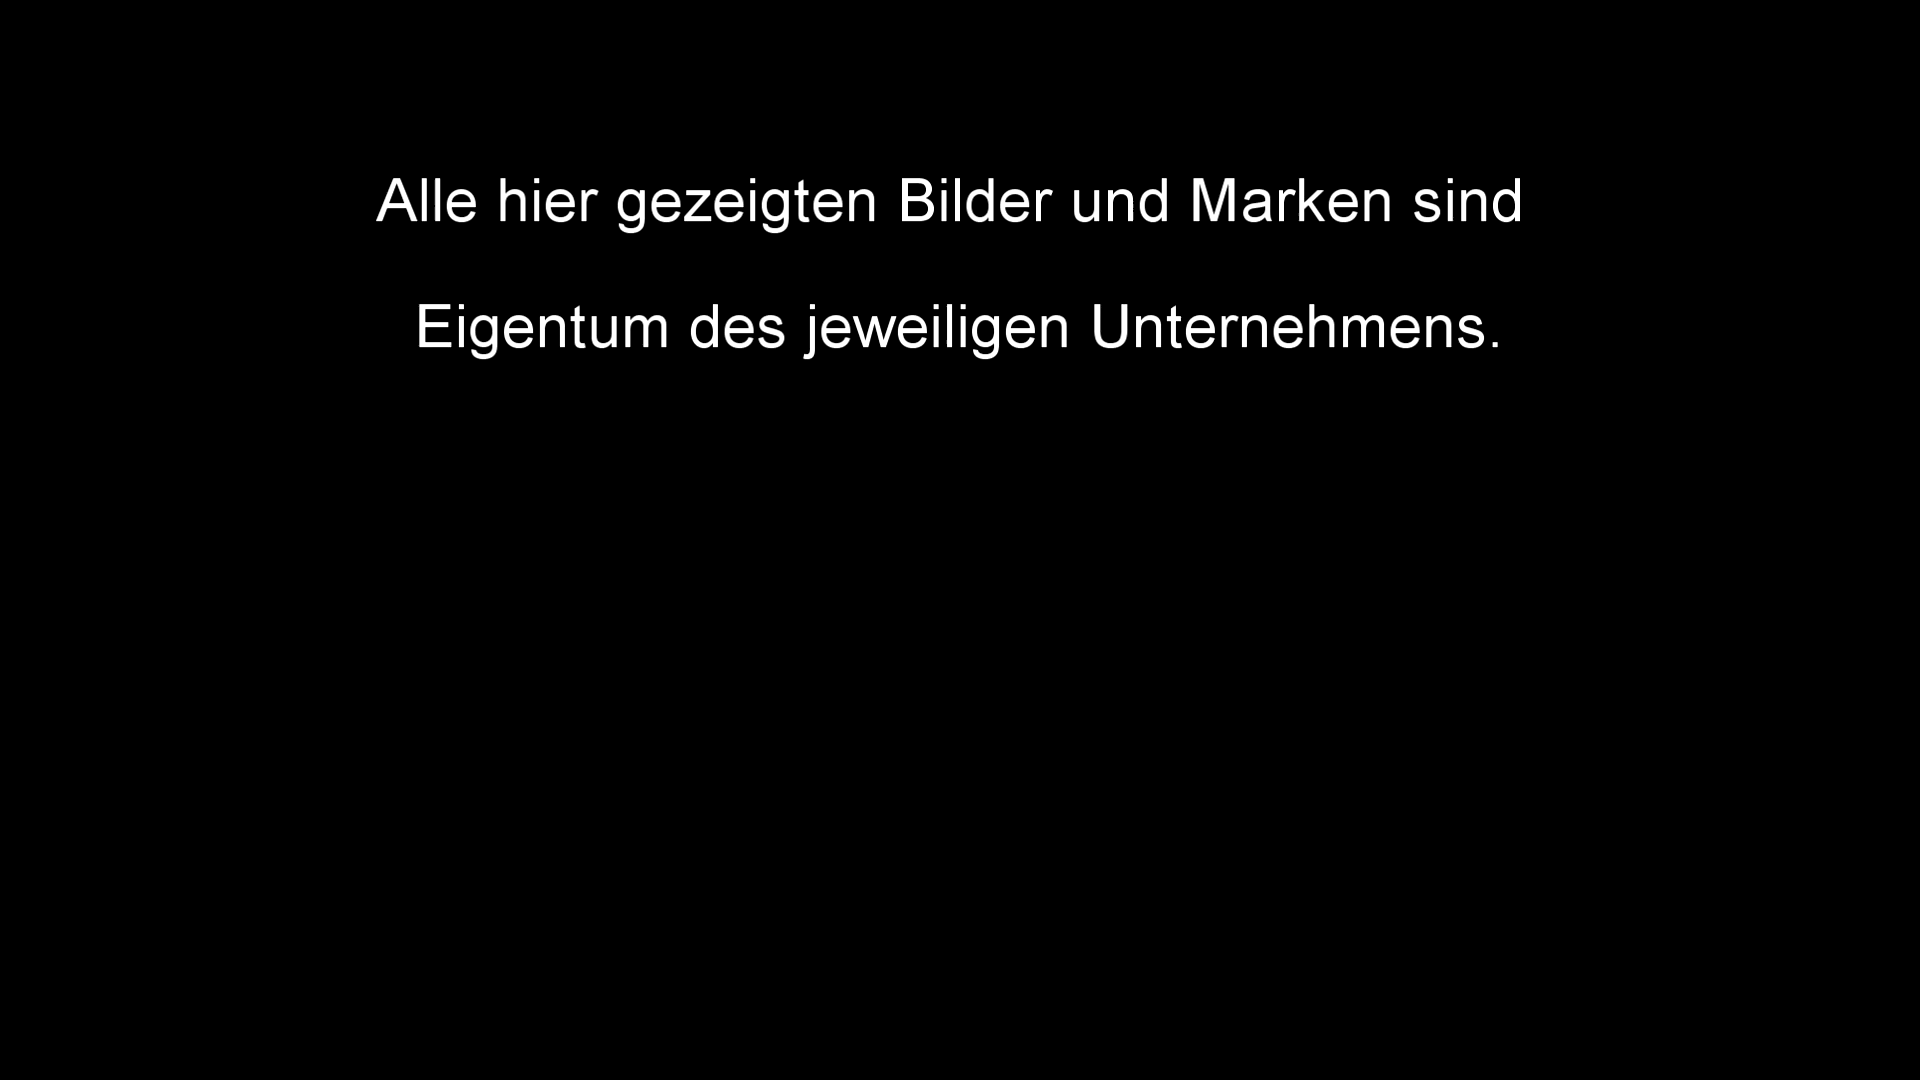 Alle hier gezeigten Bilder und Marken sind
Eigentum des jeweiligen Unternehmens.